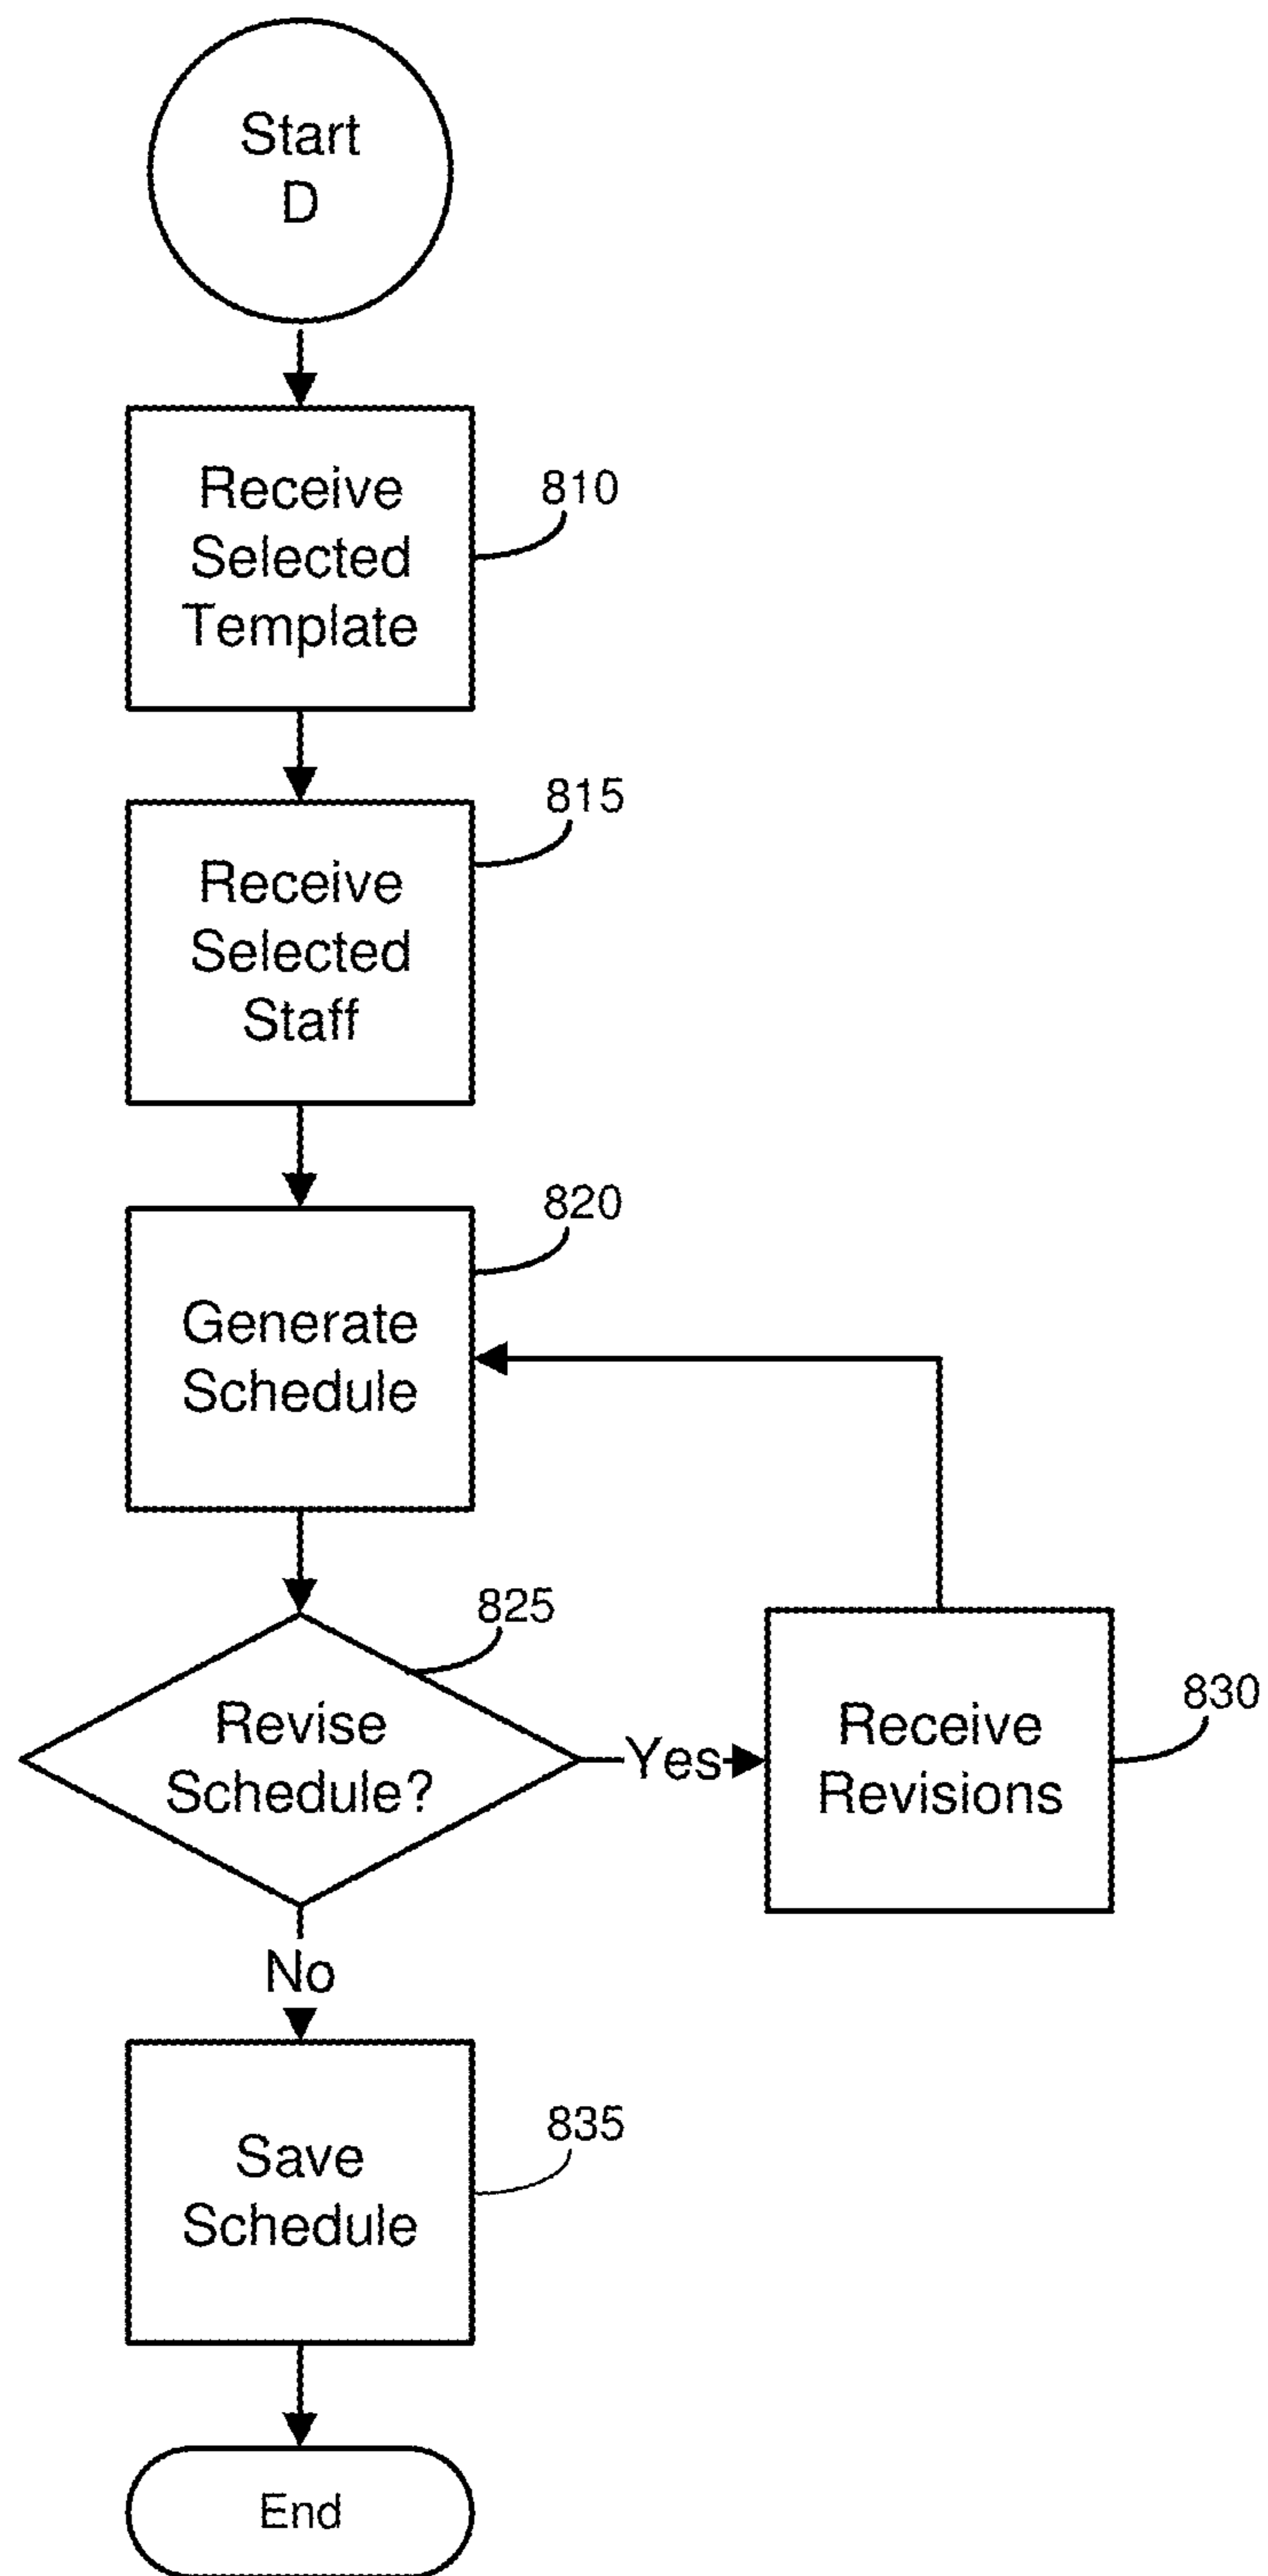 Start
D
Receive
Selected
Template
810
Receive
Selected
Staff
815
Generate
Schedule
820
Revise
Schedule?
825
Yes
Receive
Revisions
830
No
Save
Schedule
835
End